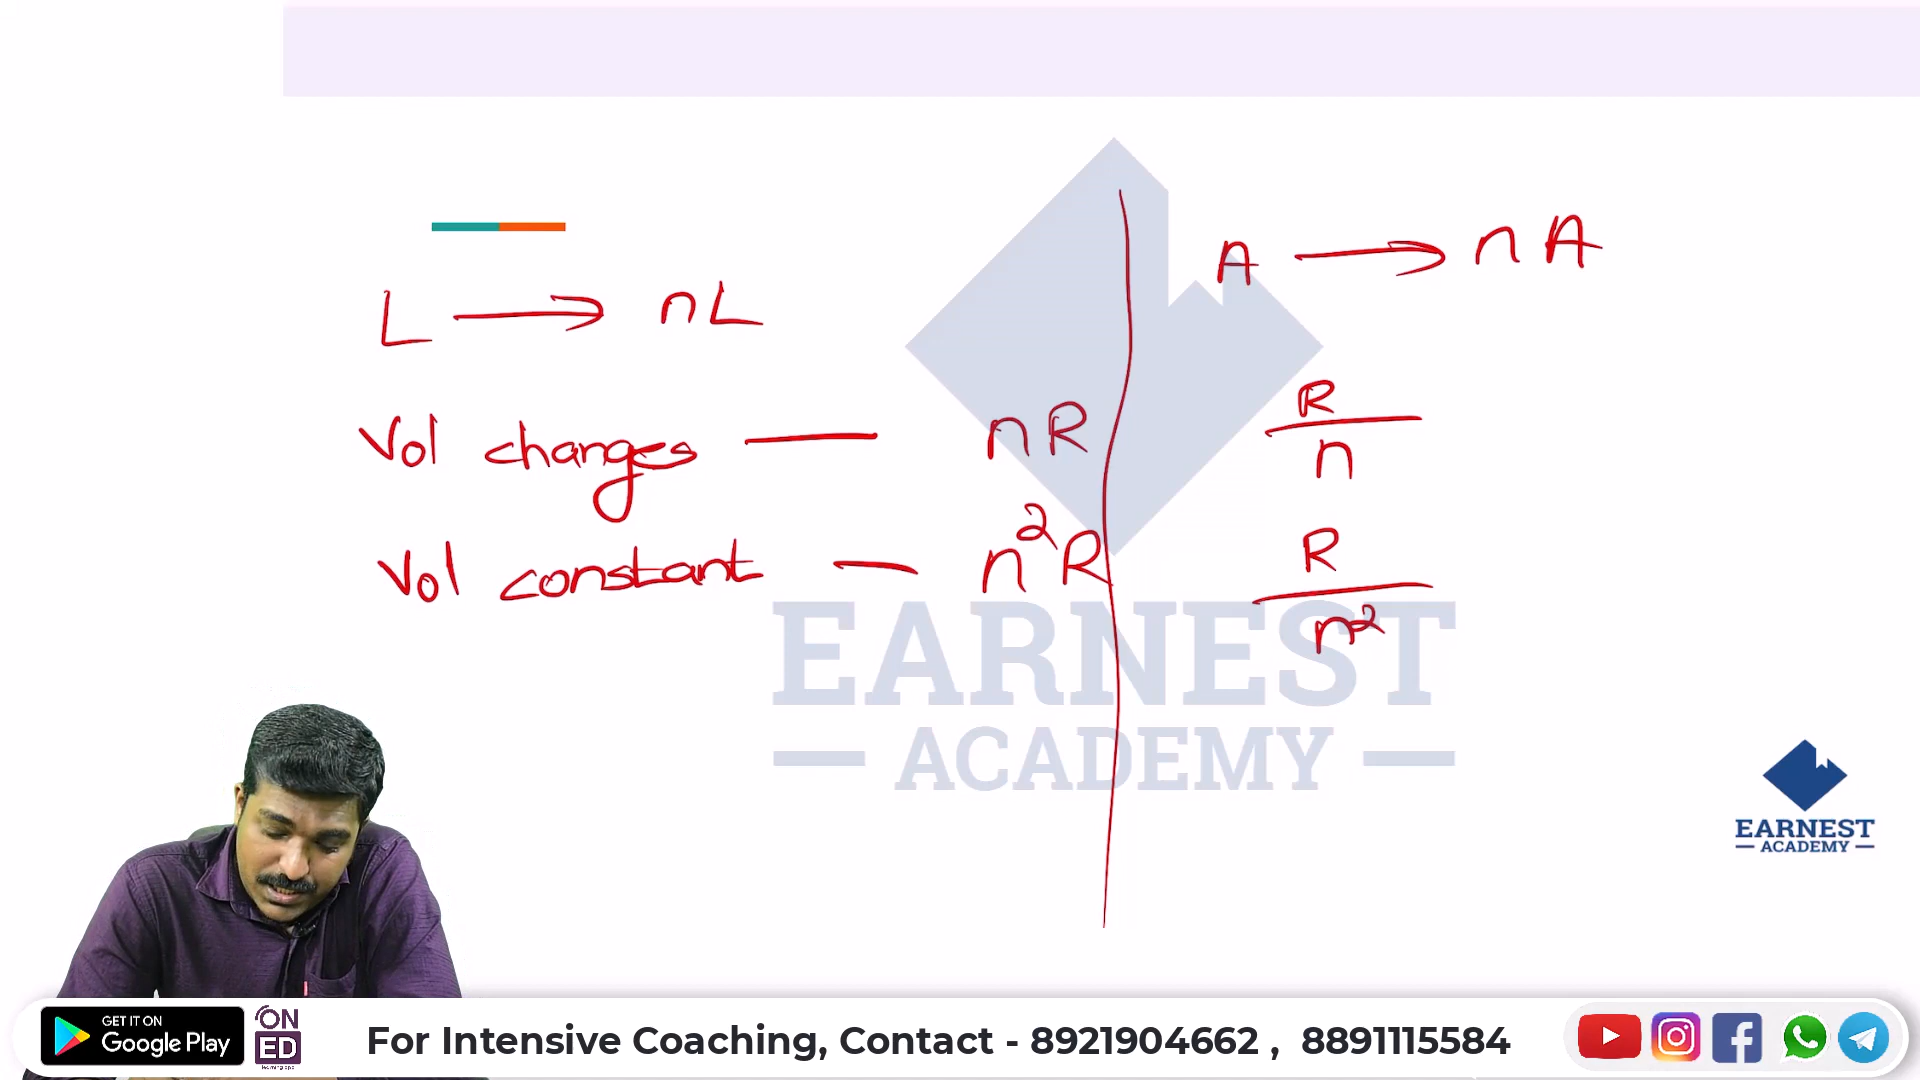 L → nL
Vol changes — nR
Vol constant — n²R
A → nA
R
n
R
n²
EARNEST
— ACADEMY —
EARNEST
— ACADEMY —
GET IT ON
Google Play
ON
ED
For Intensive Coaching, Contact - 8921904662 , 8891115584